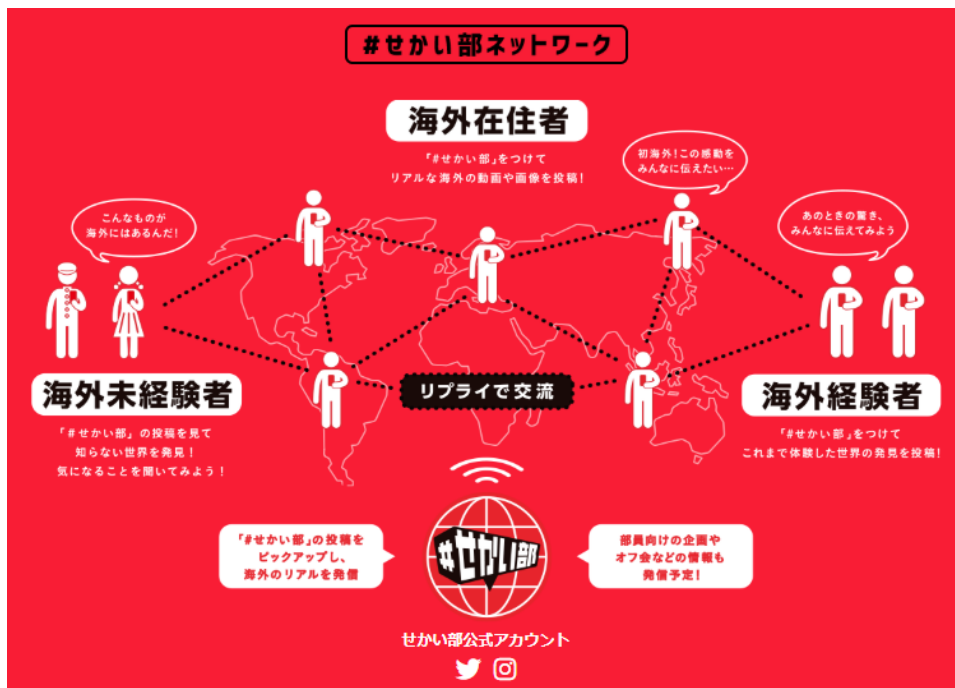 #せかい部ネットワーク
海外在住者
「#せかい部」をつけて
リアルな海外の動画や画像を投稿!
初海外!この感動を
みんなに伝えたい…
こんなものが
海外にはあるんだ!
あのときの驚き、
みんなに伝えてみよう
海外未経験者
「#せかい部」の投稿を見て
知らない世界を発見!
気になることを聞いてみよう!
リプライで交流
海外経験者
「#せかい部」をつけて
これまで体験した世界の発見を投稿!
「#せかい部」の投稿を
ピックアップし、
海外のリアルを発信
#せかい部
部員向けの企画や
オフ会などの情報も
発信予定!
せかい部公式アカウント